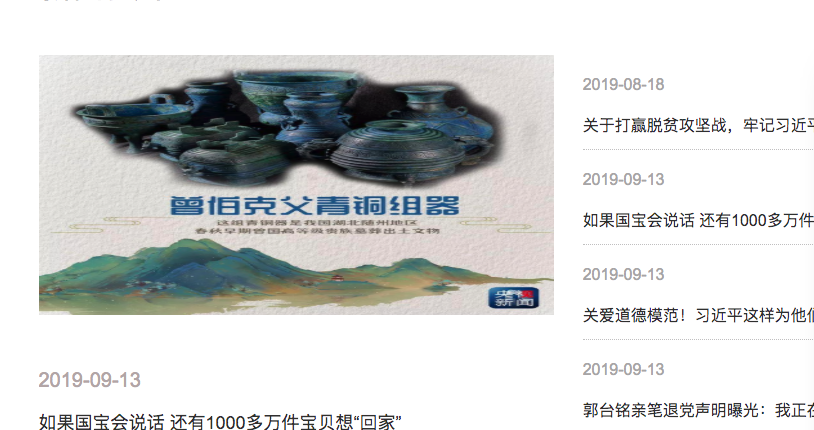 曾伯克父青铜组器
这组青铜器是我国湖北随州地区
春秋早期曾国高等级贵族墓葬出土文物
央视新闻
2019-09-13
如果国宝会说话 还有1000多万件宝贝想“回家”
2019-08-18
关于打赢脱贫攻坚战，牢记习近
2019-09-13
如果国宝会说话 还有1000多万件
2019-09-13
关爱道德模范！习近平这样为他
2019-09-13
郭台铭亲笔退党声明曝光：我正